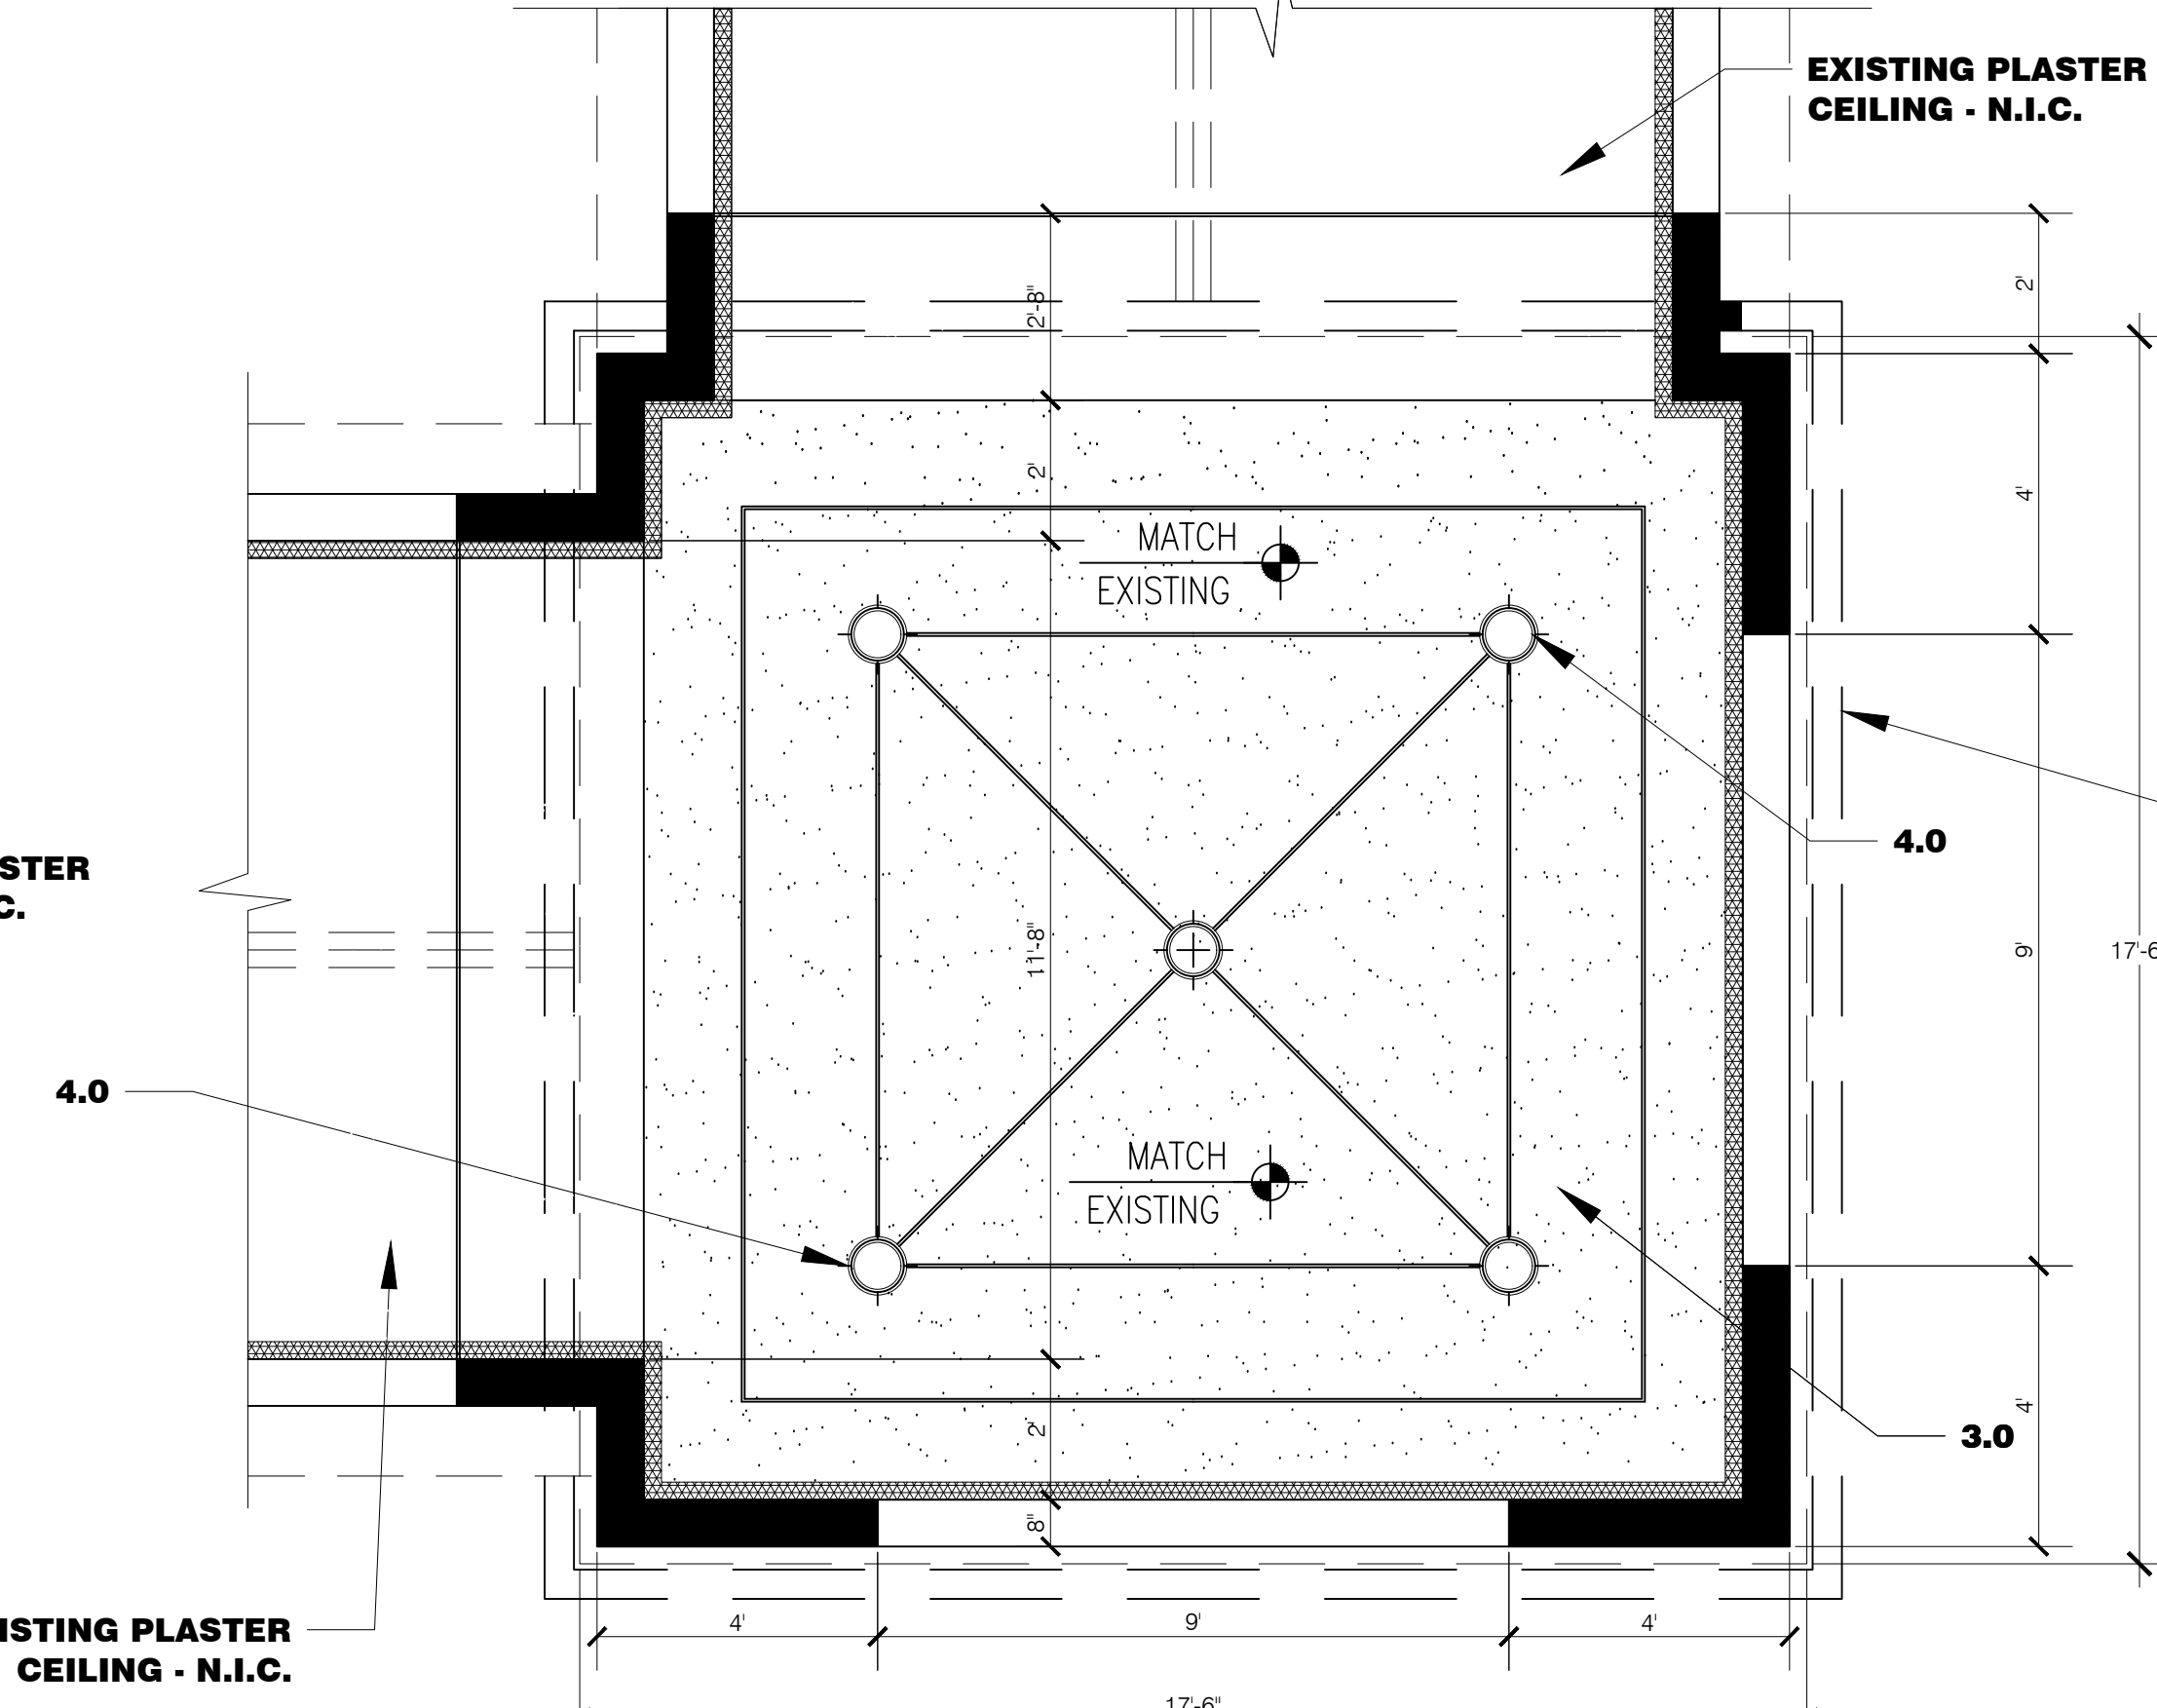 EXISTING PLASTER
CEILING - N.I.C.
2'-8"
2'
2'
MATCH
EXISTING
4'
4.0
STER
C.
11'-8"
9'
17'-6
4.0
MATCH
EXISTING
3.0
2'
4'
8"
4'
9'
4'
ISTING PLASTER
CEILING - N.I.C.
17'-6"